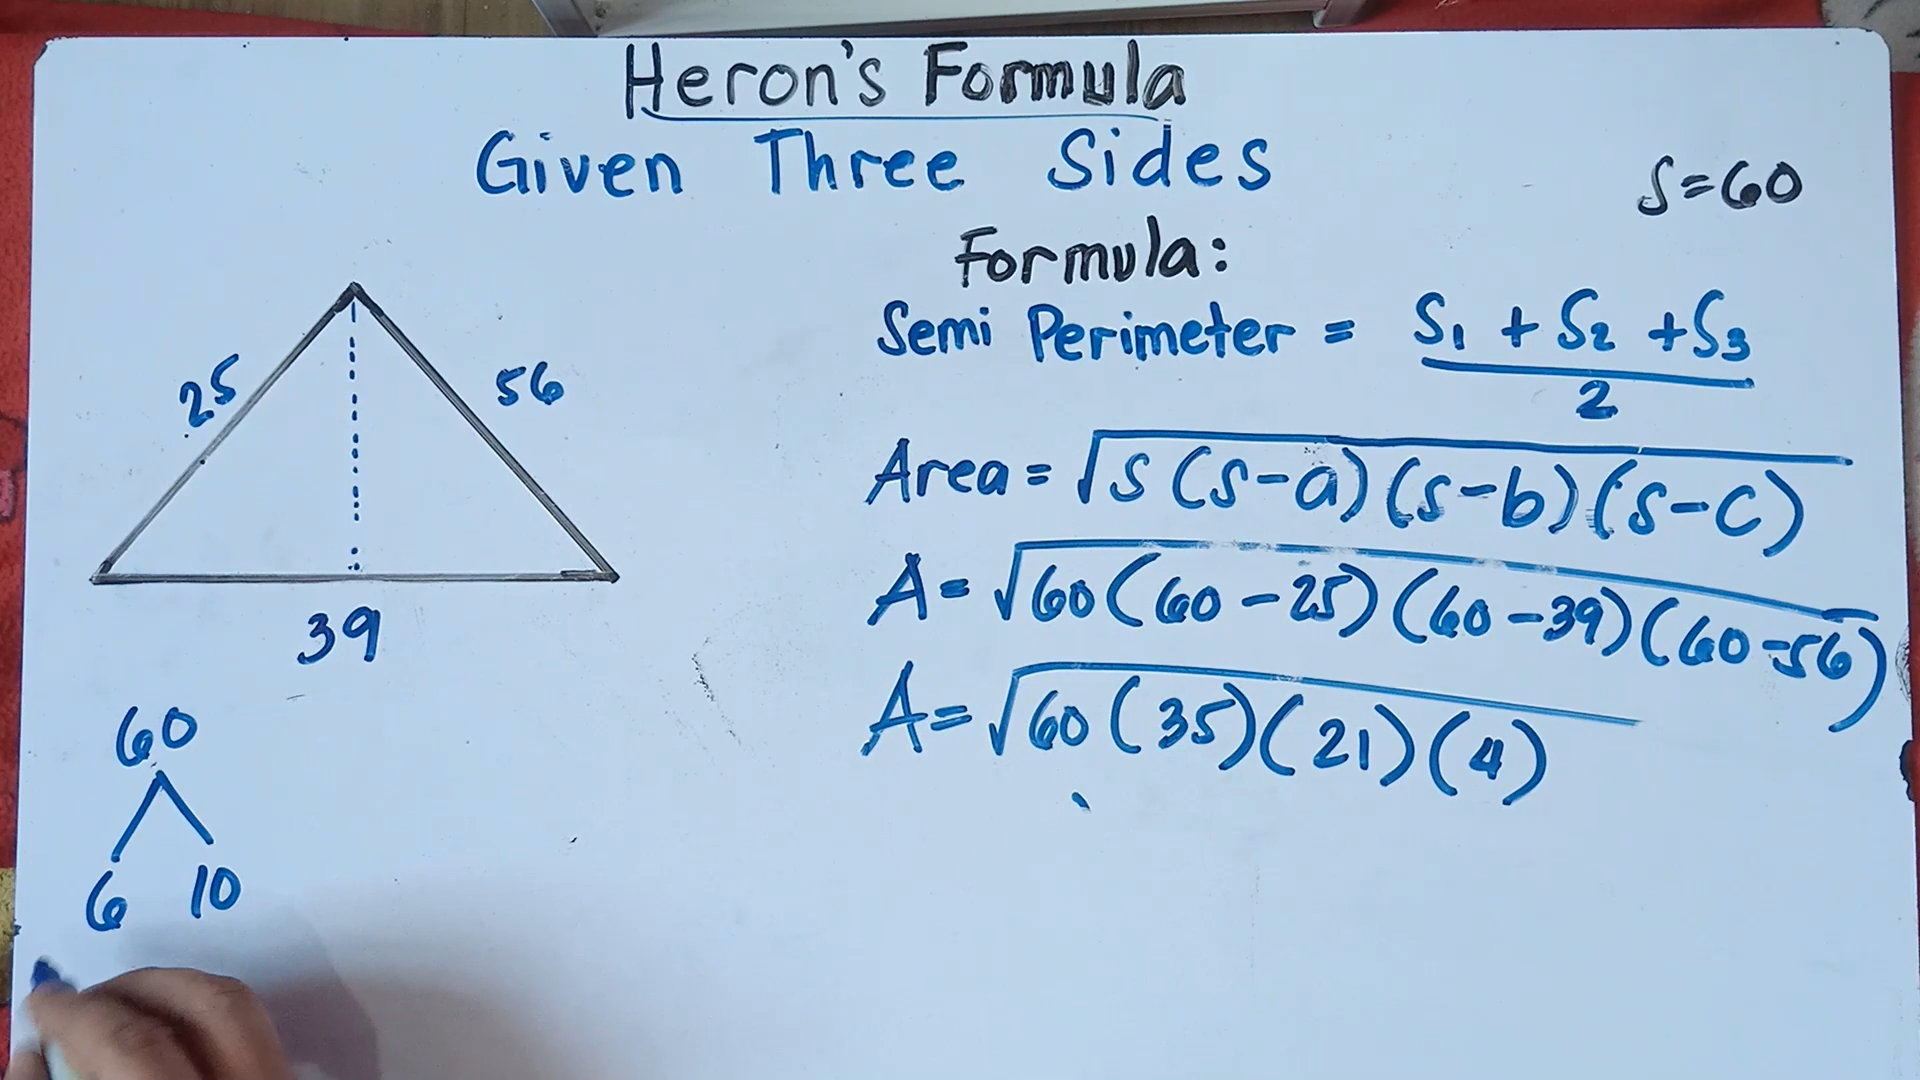 Heron's Formula
Given Three Sides
S=60
Formula:
Semi Perimeter = S₁ + S₂ + S₃
2
Area = √S (S-a) (S-b) (S-c)
A = √60 (60 - 25) (60 - 39) (60 - 56)
A = √60 (35) (21) (4)
25
56
39
60
6 10